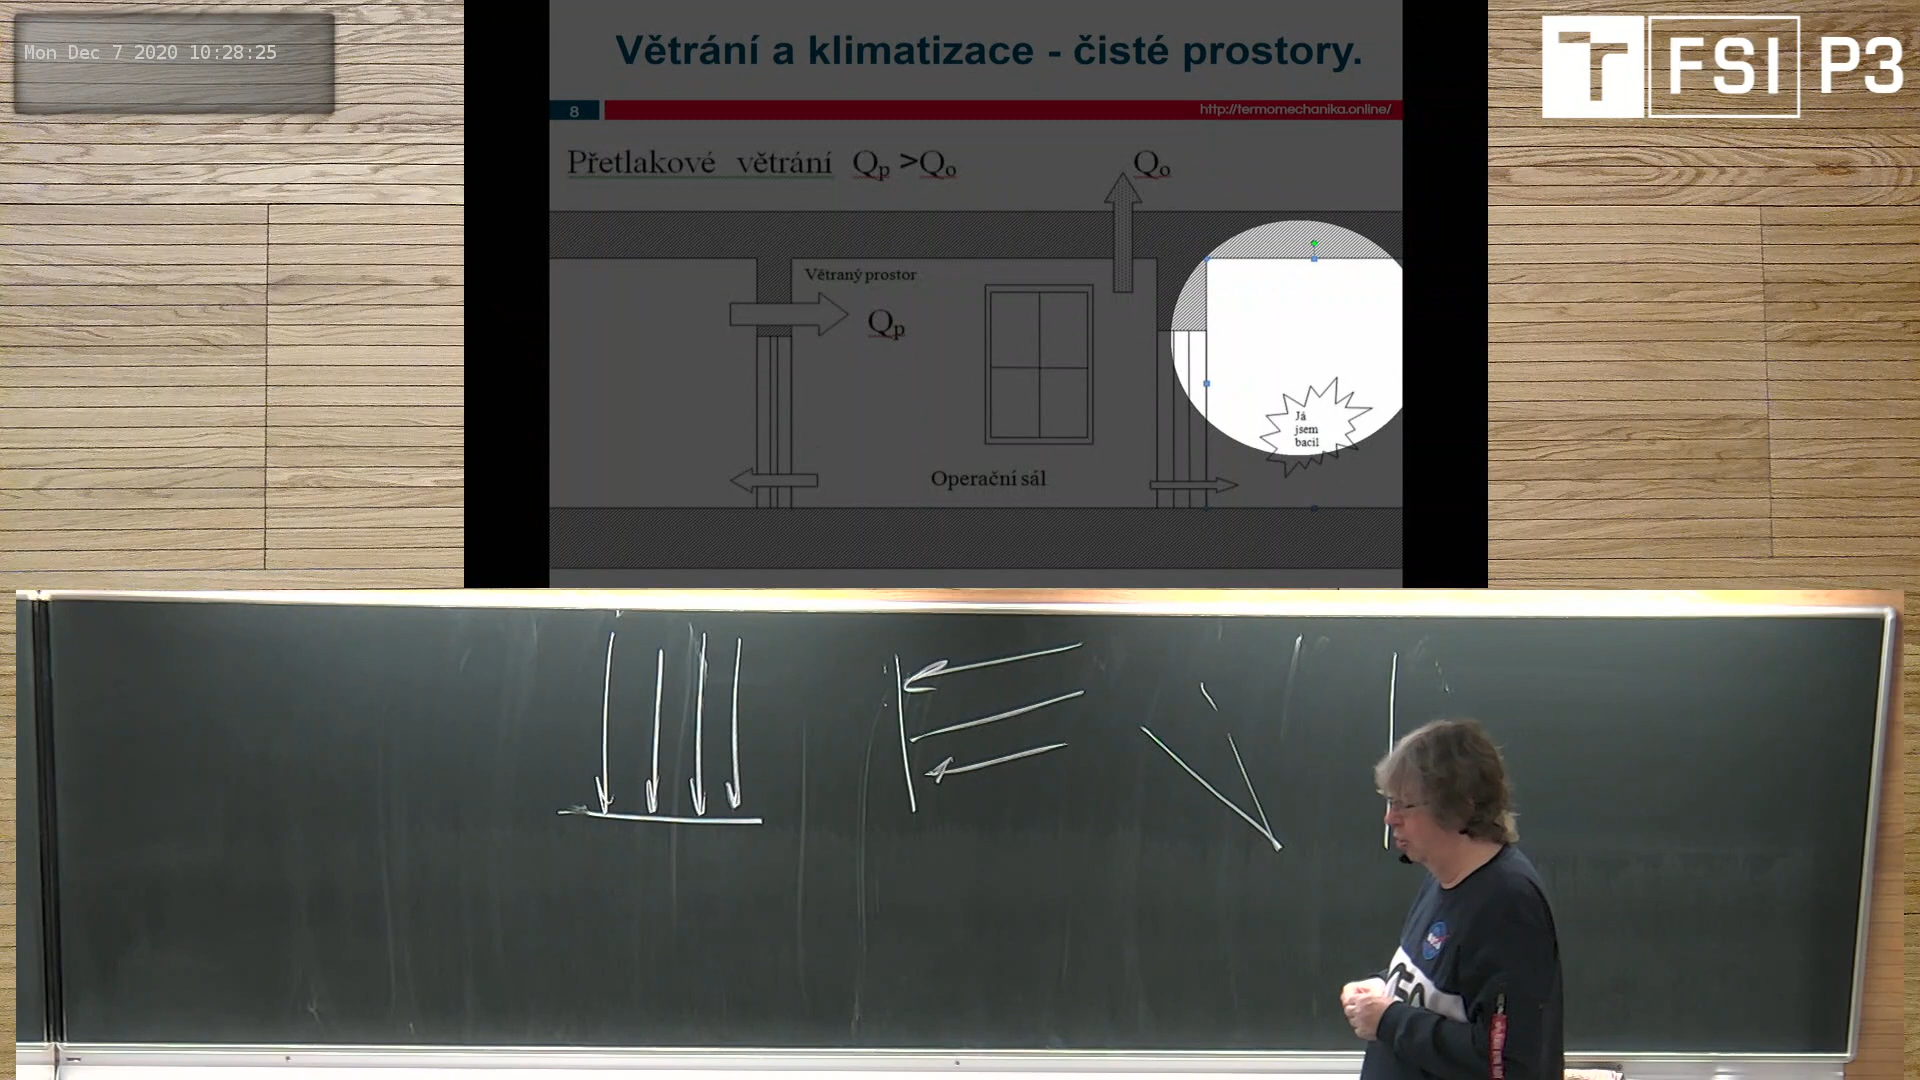 Mon Dec 7 2020 10:28:25
T FSI P3
Větrání a klimatizace - čisté prostory.
8
http://termomechanika.online/
Přetlakové větrání Qp >Qo
Qo
Větraný prostor
Qp
Já
jsem
bacil
Operační sál